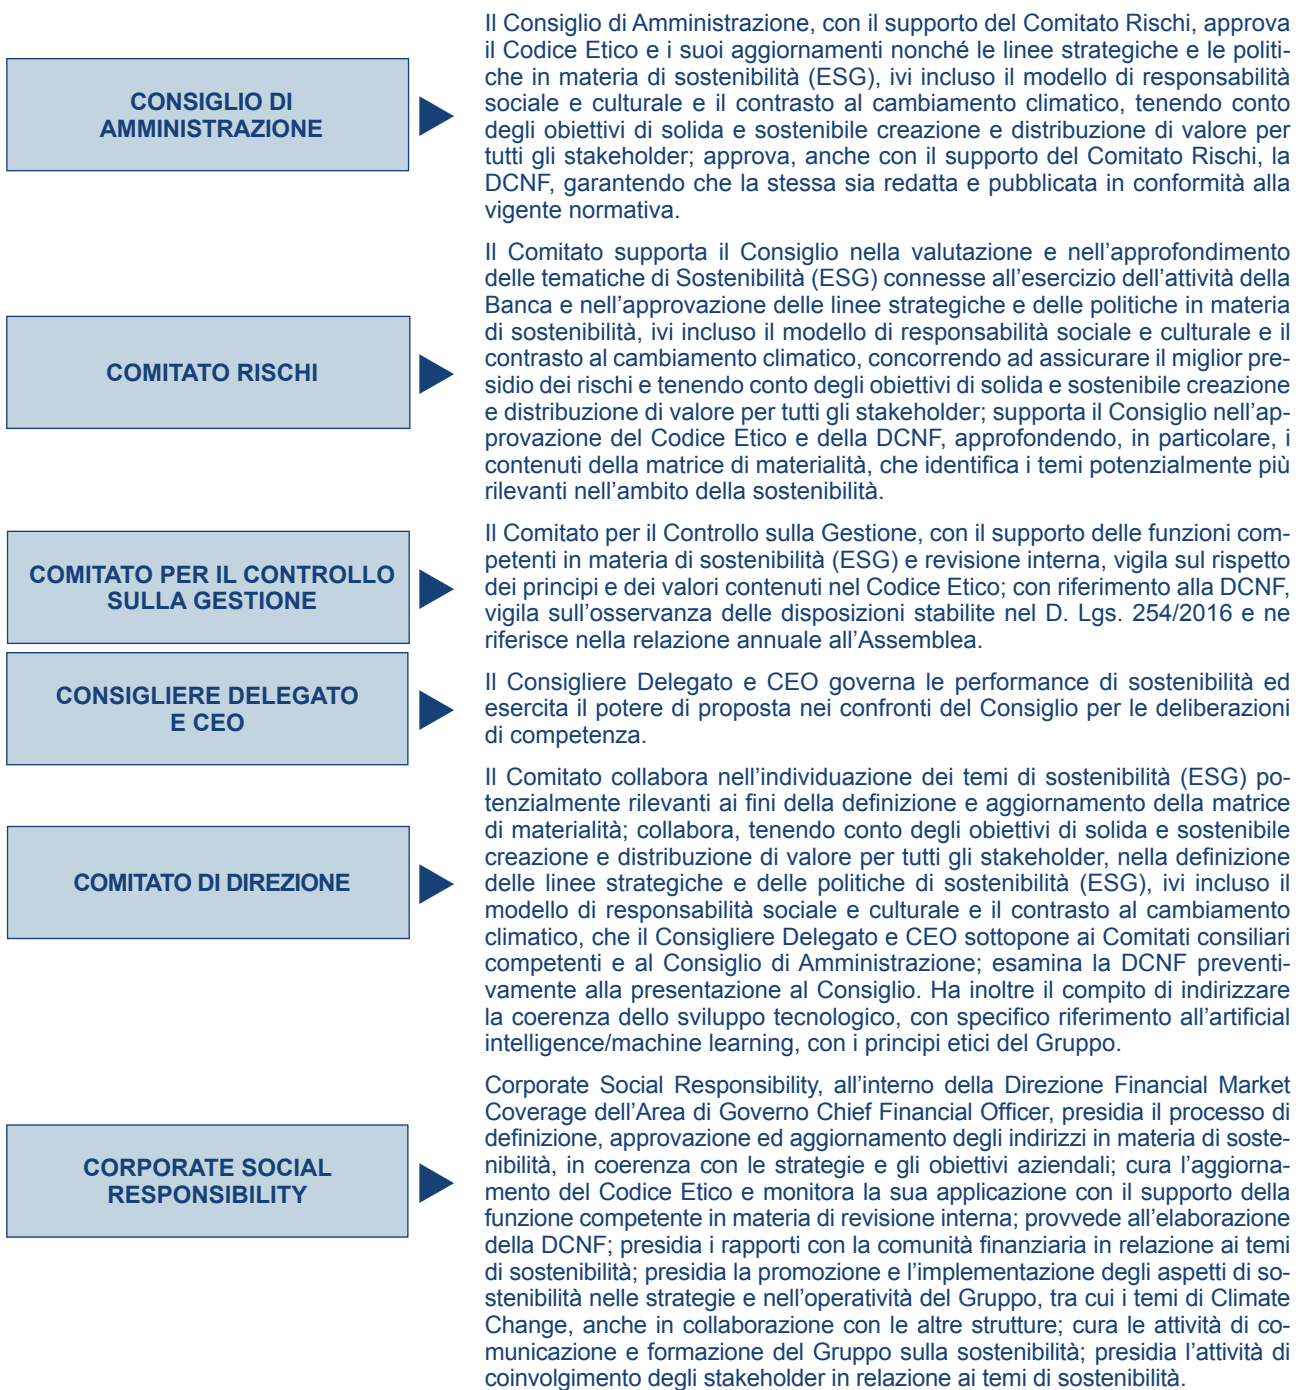 CONSIGLIO DI
AMMINISTRAZIONE
Il Consiglio di Amministrazione, con il supporto del Comitato Rischi, approva
il Codice Etico e i suoi aggiornamenti nonché le linee strategiche e le politi-
che in materia di sostenibilità (ESG), ivi incluso il modello di responsabilità
sociale e culturale e il contrasto al cambiamento climatico, tenendo conto
degli obiettivi di solida e sostenibile creazione e distribuzione di valore per
tutti gli stakeholder; approva, anche con il supporto del Comitato Rischi, la
DCNF, garantendo che la stessa sia redatta e pubblicata in conformità alla
vigente normativa.
COMITATO RISCHI
Il Comitato supporta il Consiglio nella valutazione e nell'approfondimento
delle tematiche di Sostenibilità (ESG) connesse all'esercizio dell'attività della
Banca e nell'approvazione delle linee strategiche e delle politiche in materia
di sostenibilità, ivi incluso il modello di responsabilità sociale e culturale e il
contrasto al cambiamento climatico, concorrendo ad assicurare il miglior pre-
sidio dei rischi e tenendo conto degli obiettivi di solida e sostenibile creazione
e distribuzione di valore per tutti gli stakeholder; supporta il Consiglio nell'ap-
provazione del Codice Etico e della DCNF, approfondendo, in particolare, i
contenuti della matrice di materialità, che identifica i temi potenzialmente più
rilevanti nell'ambito della sostenibilità.
COMITATO PER IL CONTROLLO
SULLA GESTIONE
Il Comitato per il Controllo sulla Gestione, con il supporto delle funzioni com-
petenti in materia di sostenibilità (ESG) e revisione interna, vigila sul rispetto
dei principi e dei valori contenuti nel Codice Etico; con riferimento alla DCNF,
vigila sull'osservanza delle disposizioni stabilite nel D. Lgs. 254/2016 e ne
riferisce nella relazione annuale all'Assemblea.
CONSIGLIERE DELEGATO
E CEO
Il Consigliere Delegato e CEO governa le performance di sostenibilità ed
esercita il potere di proposta nei confronti del Consiglio per le deliberazioni
di competenza.
COMITATO DI DIREZIONE
Il Comitato collabora nell'individuazione dei temi di sostenibilità (ESG) po-
tenzialmente rilevanti ai fini della definizione e aggiornamento della matrice
di materialità; collabora, tenendo conto degli obiettivi di solida e sostenibile
creazione e distribuzione di valore per tutti gli stakeholder, nella definizione
delle linee strategiche e delle politiche di sostenibilità (ESG), ivi incluso il
modello di responsabilità sociale e culturale e il contrasto al cambiamento
climatico, che il Consigliere Delegato e CEO sottopone ai Comitati consiliari
competenti e al Consiglio di Amministrazione; esamina la DCNF preventi-
vamente alla presentazione al Consiglio. Ha inoltre il compito di indirizzare
la coerenza dello sviluppo tecnologico, con specifico riferimento all'artificial
intelligence/machine learning, con i principi etici del Gruppo.
CORPORATE SOCIAL
RESPONSIBILITY
Corporate Social Responsibility, all'interno della Direzione Financial Market
Coverage dell'Area di Governo Chief Financial Officer, presidia il processo di
definizione, approvazione ed aggiornamento degli indirizzi in materia di soste-
nibilità, in coerenza con le strategie e gli obiettivi aziendali; cura l'aggiorna-
mento del Codice Etico e monitora la sua applicazione con il supporto della
funzione competente in materia di revisione interna; provvede all'elaborazione
della DCNF; presidia i rapporti con la comunità finanziaria in relazione ai temi
di sostenibilità; presidia la promozione e l'implementazione degli aspetti di so-
stenibilità nelle strategie e nell'operatività del Gruppo, tra cui i temi di Climate
Change, anche in collaborazione con le altre strutture; cura le attività di co-
municazione e formazione del Gruppo sulla sostenibilità; presidia l'attività di
coinvolgimento degli stakeholder in relazione ai temi di sostenibilità.